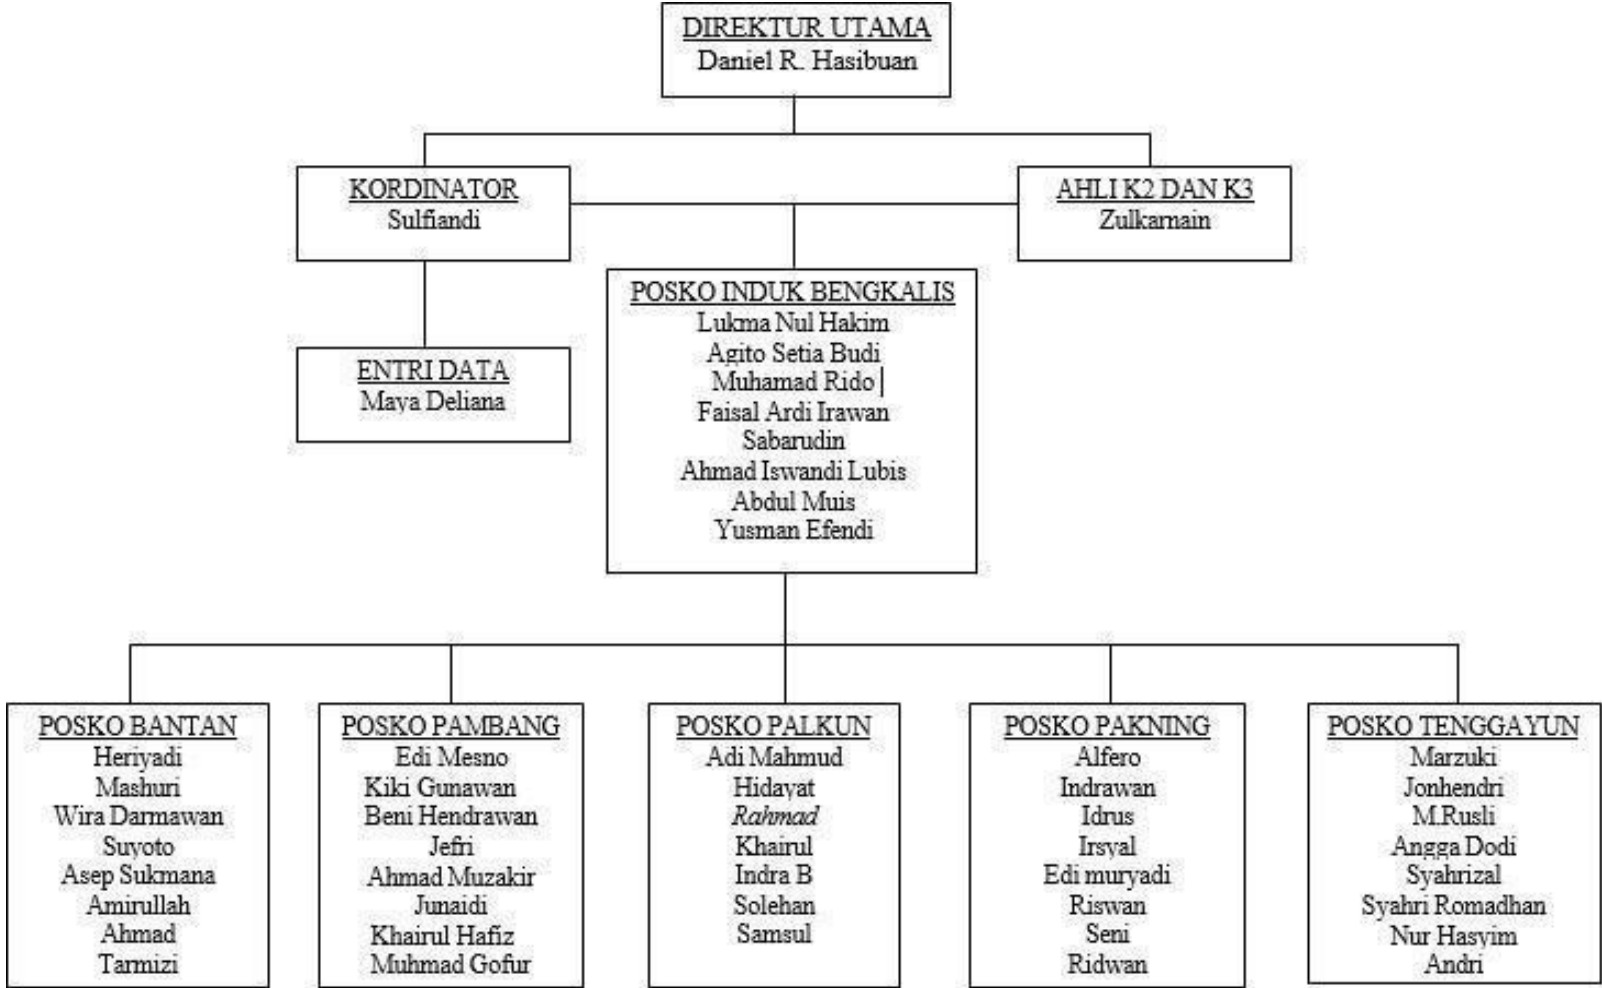 DIREKTUR UTAMA
Daniel R. Hasibuan
KORDINATOR
Sulfiandi
AHLI K2 DAN K3
Zulkarnain
ENTRI DATA
Maya Deliana
POSKO INDUK BENGKALIS
Lukma Nul Hakim
Agito Setia Budi
Muhamad Rido
Faisal Ardi Irawan
Sabarudin
Ahmad Iswandi Lubis
Abdul Muis
Yusman Efendi
POSKO BANTAN
Heriyadi
Mashuri
Wira Darmawan
Suyoto
Asep Sukmana
Amirullah
Ahmad
Tarmizi
POSKO PAMBANG
Edi Mesno
Kiki Gunawan
Beni Hendrawan
Jefri
Ahmad Muzakir
Junaidi
Khairul Hafiz
Muhmad Gofur
POSKO PALKUN
Adi Mahmud
Hidayat
Rahmad
Khairul
Indra B
Solehan
Samsul
POSKO PAKNING
Alfero
Indrawan
Idrus
Irsyal
Edi muryadi
Riswan
Seni
Ridwan
POSKO TENGGAYUN
Marzuki
Jonhendri
M.Rusli
Angga Dodi
Syahrizal
Syahri Romadhan
Nur Hasyim
Andri